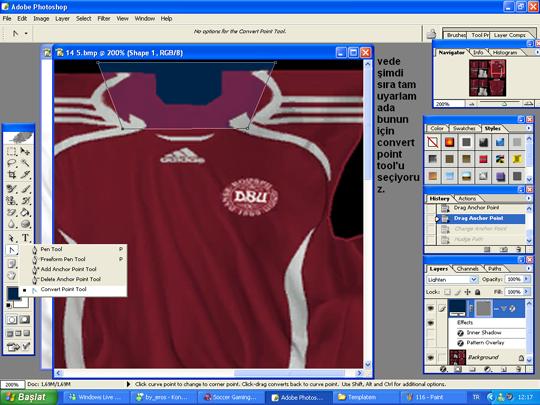 Adobe Photoshop
File Edit Image Layer Select Filter View Window Help
No options for the Convert Point Tool.
Brushes Tool Pr Layer Comps
14 5.bmp @ 200% (Shape 1, RGB/B)
Navigator Info Histogram
200%
vede
şimdi
sıra tam
uyarlam
ada
bunun
için
convert
point
tool'u
seçiyoru
z.
Color Swatches Styles
adidas
DBU
History Actions
Drag Anchor Point
Drag Anchor Point
Change Anchor Point
Nudge Path
Pen Tool P
Freeform Pen Tool P
Add Anchor Point Tool
Delete Anchor Point Tool
Convert Point Tool
Layers Channels Paths
Lighten Opacity: 100%
Lock: Fill: 100%
Effects
Inner Shadow
Pattern Overlay
Background
200% Doc: 1,69M/1,69M Click curve point to change to corner point. Click-drag converts back to curve point. Use Shift, Alt and Ctrl for additional options.
Başlat Windows Live ... by_eros - Kon... Soccer Gaming... Adobe Photoshop Templatem 116 - Paint TR 12:17